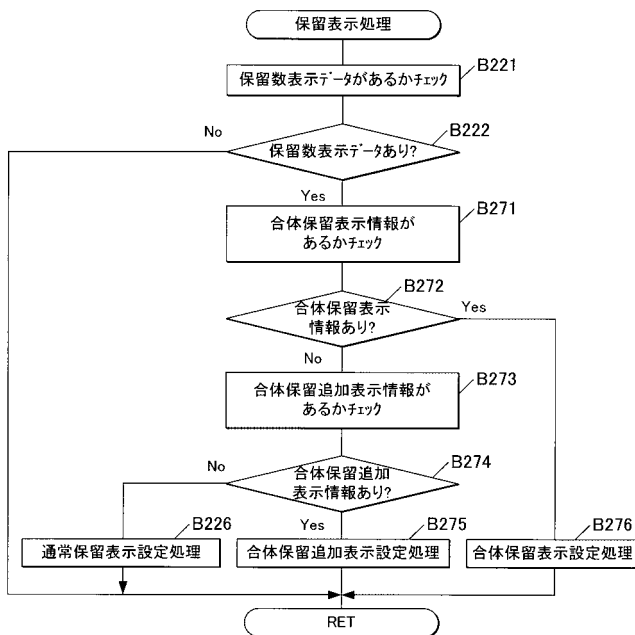 保留表示処理
保留数表示データがあるかチェック
B221
No
B222
保留数表示データあり?
Yes
B271
合体保留表示情報が
あるかチェック
B272
合体保留表示
情報あり?
Yes
No
B273
合体保留追加表示情報が
あるかチェック
No
B274
合体保留追加
表示情報あり?
B226
Yes
B275
B276
通常保留表示設定処理
合体保留追加表示設定処理
合体保留表示設定処理
RET